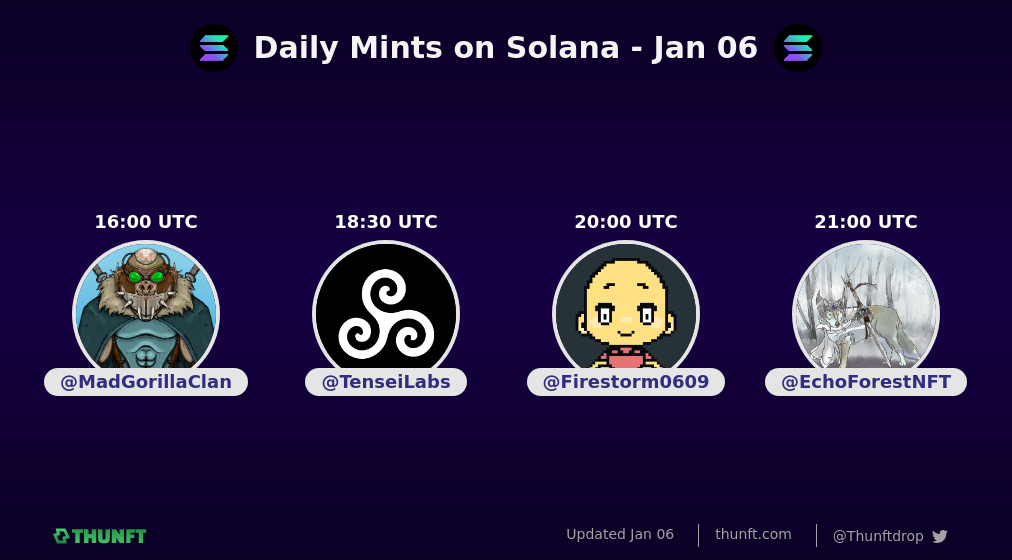 Daily Mints on Solana - Jan 06
16:00 UTC
18:30 UTC
20:00 UTC
21:00 UTC
@MadGorillaClan
@TenseiLabs
@Firestorm0609
@EchoForestNFT
THUNFT
Updated Jan 06
thunft.com
@Thunftdrop